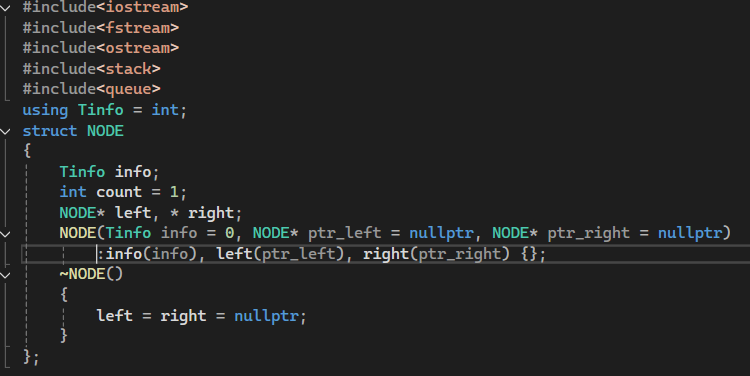 #include<iostream>
#include<fstream>
#include<ostream>
#include<stack>
#include<queue>
using Tinfo = int;
struct NODE
{
    Tinfo info;
    int count = 1;
    NODE* left, * right;
    NODE(Tinfo info = 0, NODE* ptr_left = nullptr, NODE* ptr_right = nullptr)
        :info(info), left(ptr_left), right(ptr_right) {};
    ~NODE()
    {
        left = right = nullptr;
    }
};